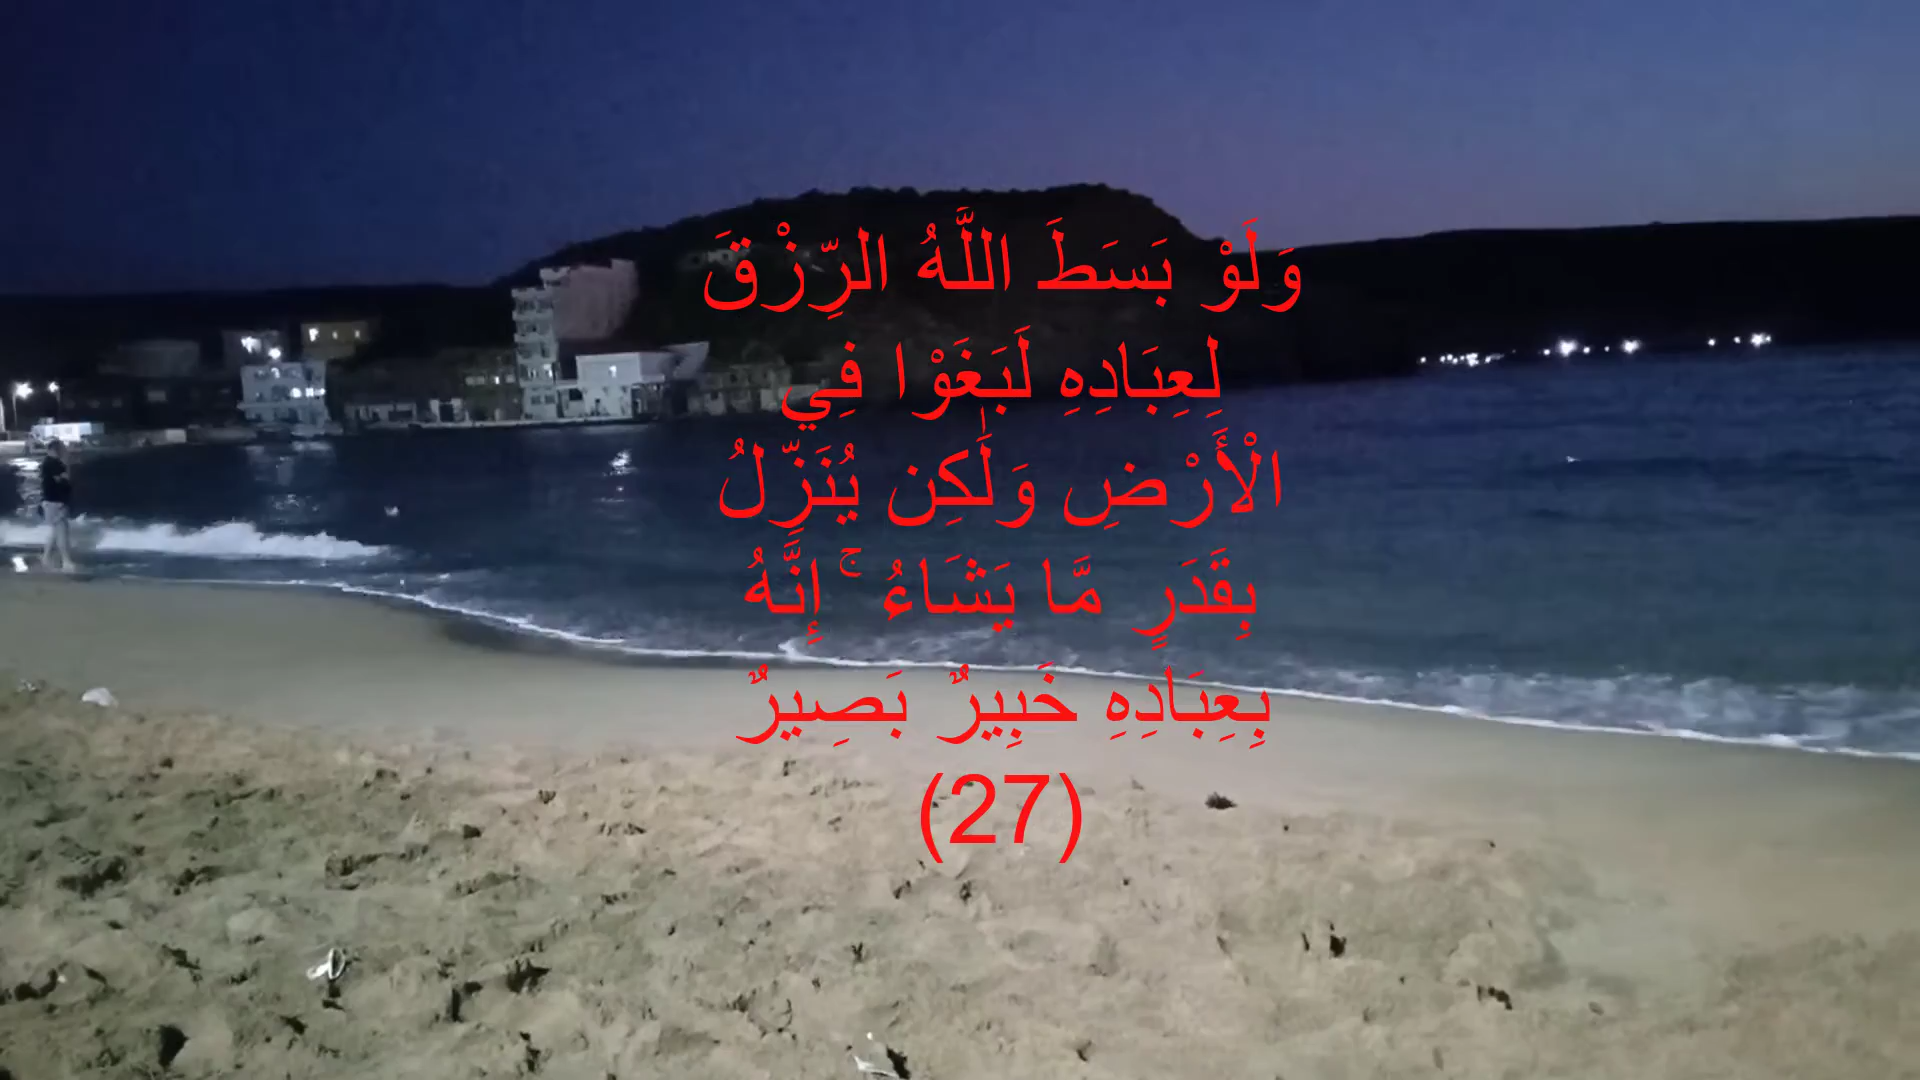 وَلَوْ بَسَطَ اللَّهُ الرِّزْقَ
لِعِبَادِهِ لَبَغَوْا فِي
الْأَرْضِ وَلَٰكِن يُنَزِّلُ
بِقَدَرٍ مَّا يَشَاءُ ۚ إِنَّهُ
بِعِبَادِهِ خَبِيرٌ بَصِيرٌ
(27)